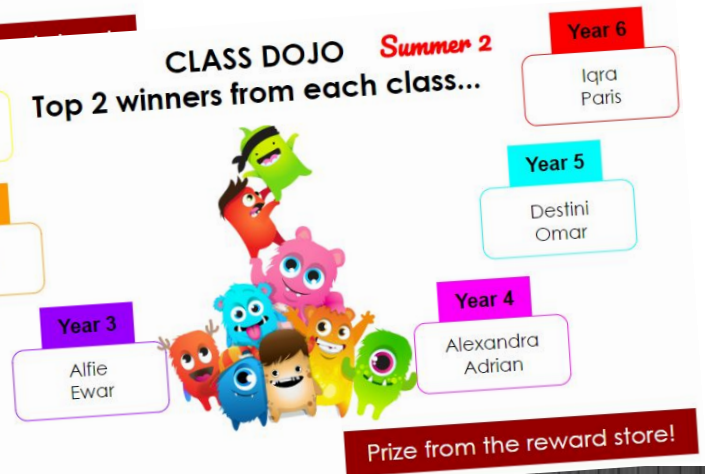 CLASS DOJO Summer 2
Top 2 winners from each class...
Year 6
Iqra
Paris
Year 5
Destini
Omar
Year 4
Alexandra
Adrian
Year 3
Alfie
Ewar
Prize from the reward store!